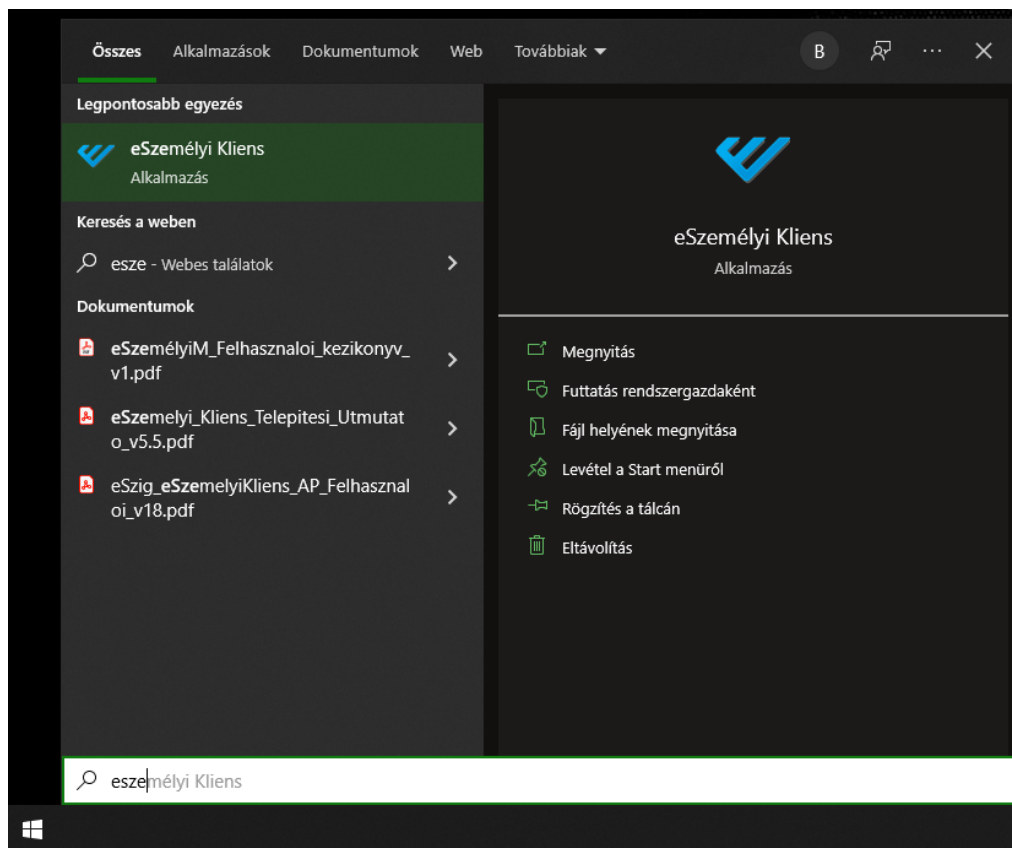 Összes Alkalmazások Dokumentumok Web Továbbiak B
Legpontosabb egyezés
eSzemélyi Kliens
Alkalmazás
Keresés a weben
esze - Webes találatok
Dokumentumok
eSzemélyiM_Felhasznaloi_kezikonyv_
v1.pdf
eSzemelyi_Kliens_Telepitesi_Utmutat
o_v5.5.pdf
eSzig_eSzemelyiKliens_AP_Felhasznal
oi_v18.pdf
eSzemélyi Kliens
Alkalmazás
Megnyitás
Futtatás rendszergazdaként
Fájl helyének megnyitása
Levétel a Start menüről
Rögzítés a tálcán
Eltávolítás
eszemélyi Kliens